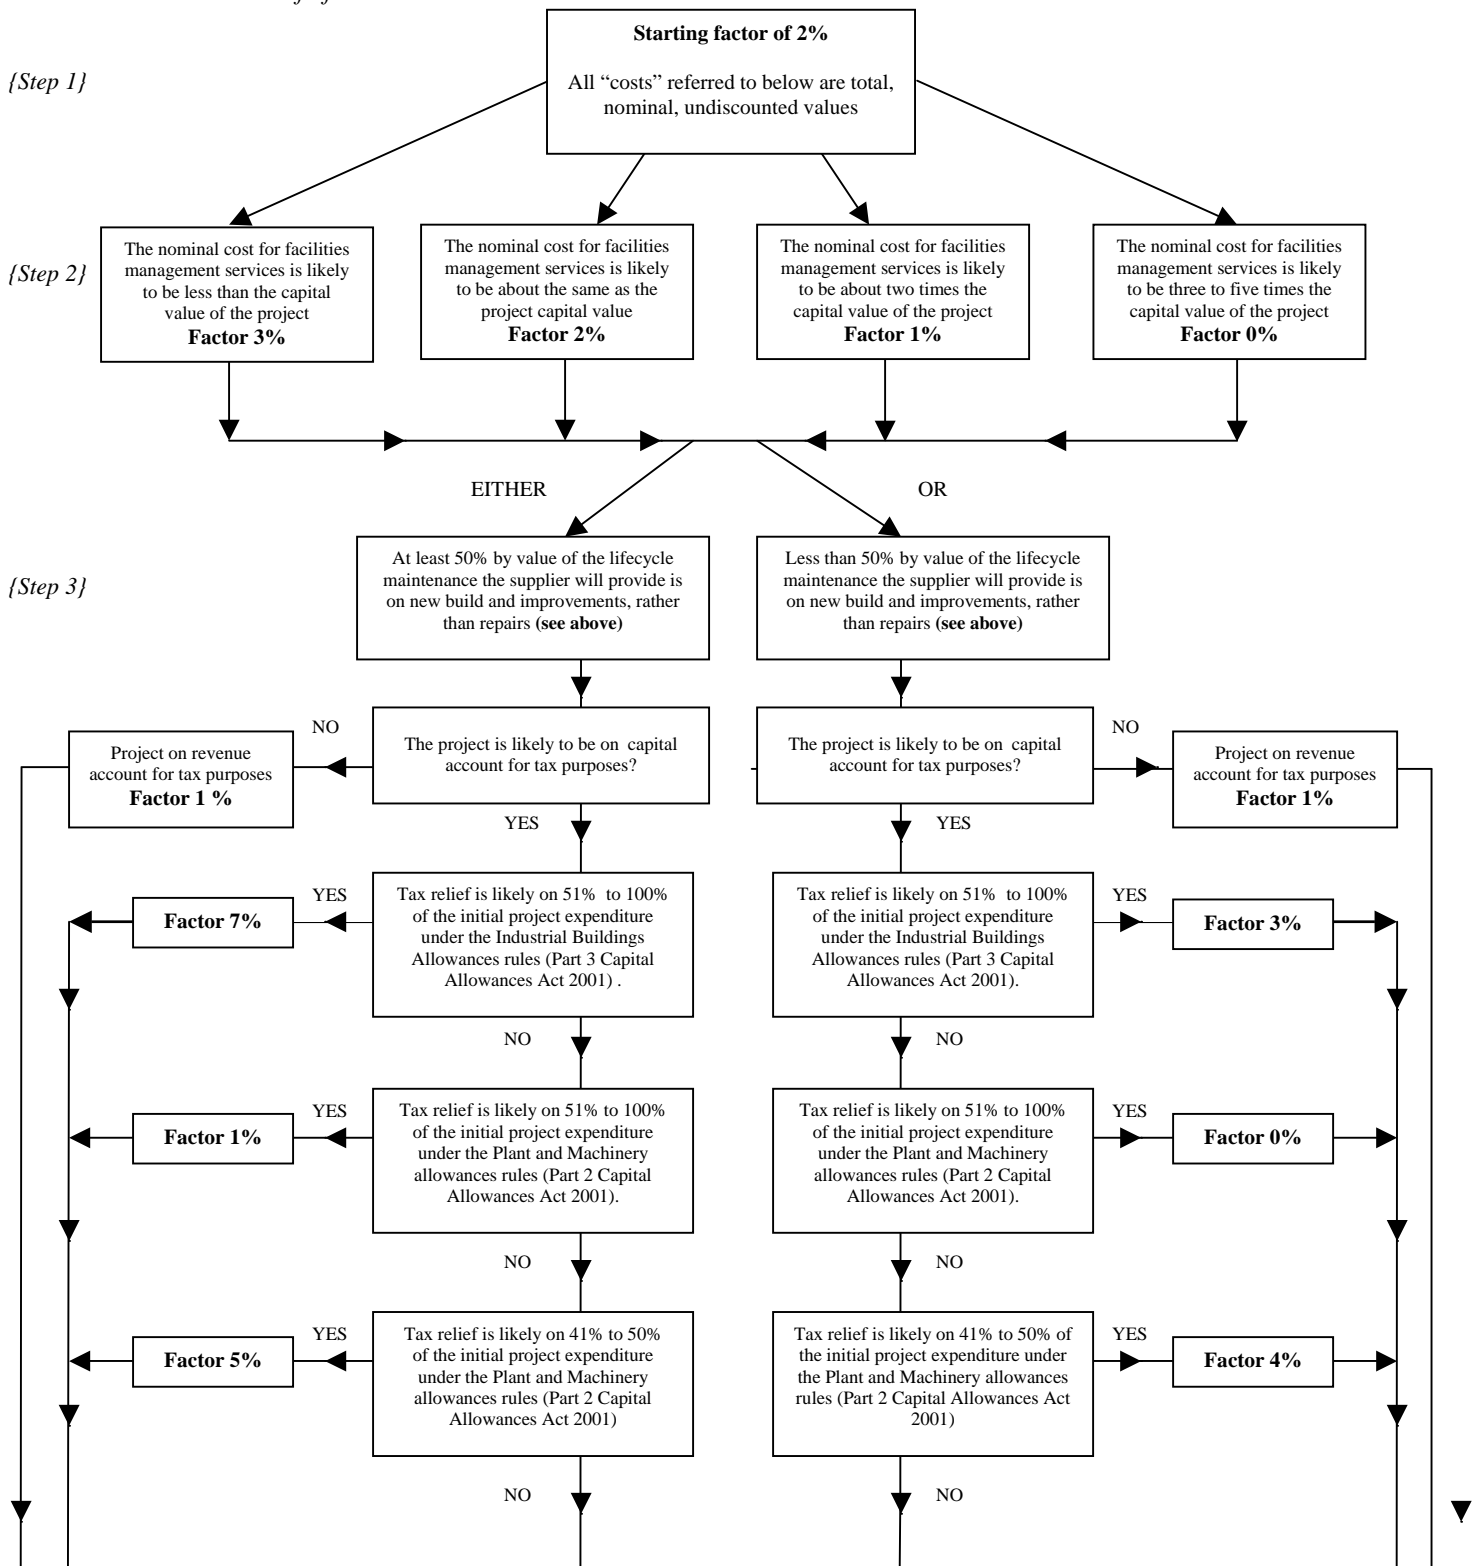 Starting factor of 2%
{Step 1}
All “costs” referred to below are total,
nominal, undiscounted values
{Step 2}
The nominal cost for facilities
management services is likely
to be less than the capital
value of the project
Factor 3%
The nominal cost for facilities
management services is likely
to be about the same as the
project capital value
Factor 2%
The nominal cost for facilities
management services is likely
to be about two times the
capital value of the project
Factor 1%
The nominal cost for facilities
management services is likely
to be three to five times the
capital value of the project
Factor 0%
EITHER
OR
{Step 3}
At least 50% by value of the lifecycle
maintenance the supplier will provide is
on new build and improvements, rather
than repairs (see above)
Less than 50% by value of the lifecycle
maintenance the supplier will provide is
on new build and improvements, rather
than repairs (see above)
Project on revenue
account for tax purposes
Factor 1 %
NO
The project is likely to be on capital
account for tax purposes?
The project is likely to be on capital
account for tax purposes?
NO
Project on revenue
account for tax purposes
Factor 1%
YES
YES
Factor 7%
YES
Tax relief is likely on 51% to 100%
of the initial project expenditure
under the Industrial Buildings
Allowances rules (Part 3 Capital
Allowances Act 2001) .
Tax relief is likely on 51% to 100%
of the initial project expenditure
under the Industrial Buildings
Allowances rules (Part 3 Capital
Allowances Act 2001).
YES
Factor 3%
NO
NO
Factor 1%
YES
Tax relief is likely on 51% to 100%
of the initial project expenditure
under the Plant and Machinery
allowances rules (Part 2 Capital
Allowances Act 2001).
Tax relief is likely on 51% to 100%
of the initial project expenditure
under the Plant and Machinery
allowances rules (Part 2 Capital
Allowances Act 2001).
YES
Factor 0%
NO
NO
Factor 5%
YES
Tax relief is likely on 41% to 50%
of the initial project expenditure
under the Plant and Machinery
allowances rules (Part 2 Capital
Allowances Act 2001)
Tax relief is likely on 41% to 50% of
the initial project expenditure under
the Plant and Machinery allowances
rules (Part 2 Capital Allowances Act
2001)
YES
Factor 4%
NO
NO